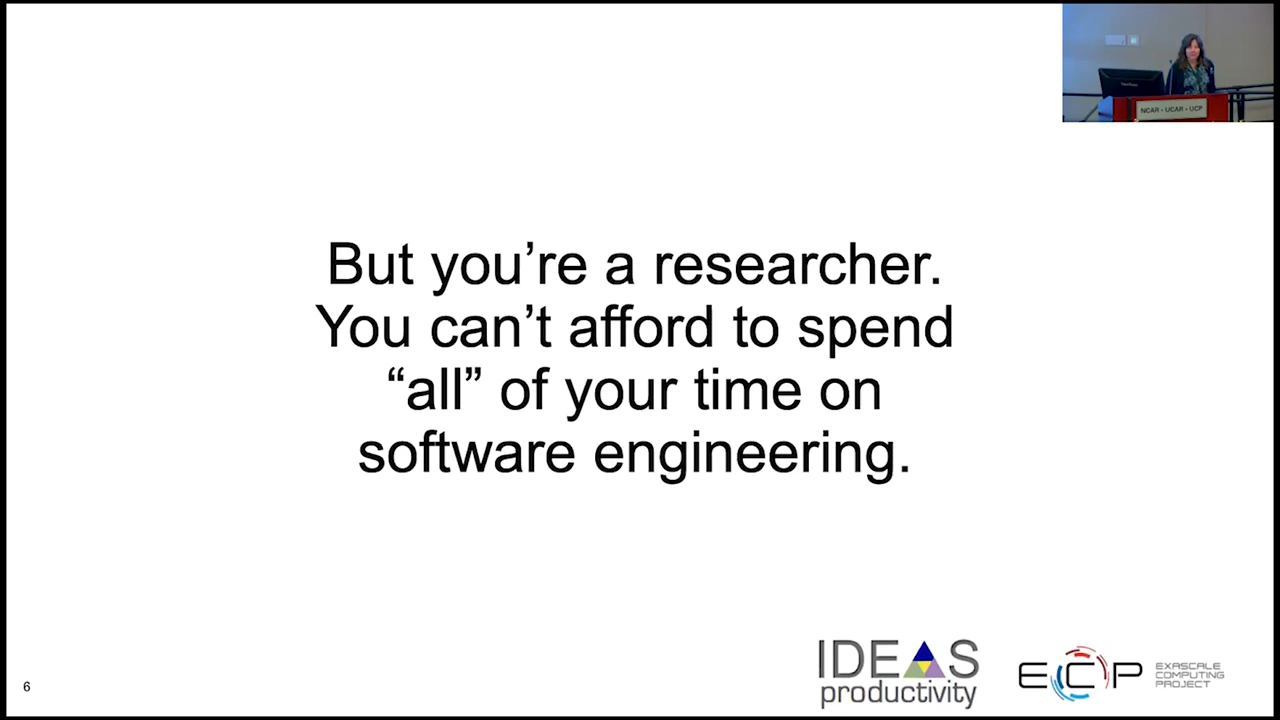 NCAR • UCAR • UCP
But you’re a researcher.
You can’t afford to spend
“all” of your time on
software engineering.
6
IDEAS
productivity
ECP
EXASCALE
COMPUTING
PROJECT